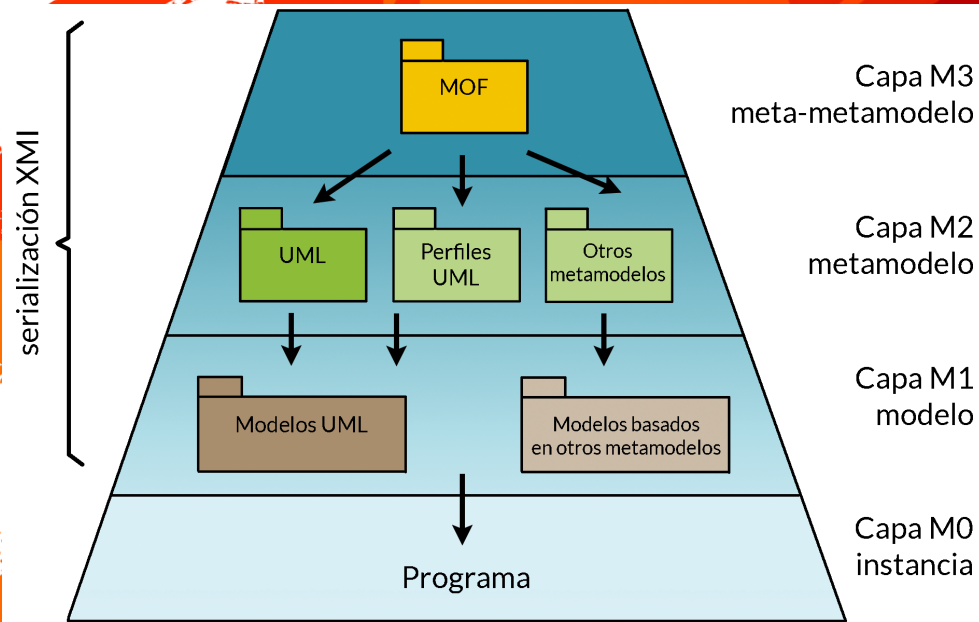 serialización XMI
MOF
Capa M3
meta-metamodelo
UML
Perfiles
UML
Otros
metamodelos
Capa M2
metamodelo
Modelos UML
Modelos basados
en otros metamodelos
Capa M1
modelo
Programa
Capa M0
instancia